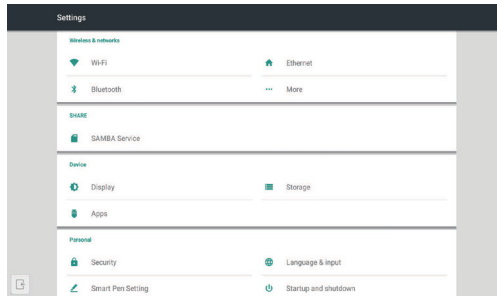 Settings
Wireless & networks
Wi-Fi
Ethernet
Bluetooth
More
SHARE
SAMBA Service
Device
Display
Storage
Apps
Personal
Security
Language & input
Smart Pen Setting
Startup and shutdown